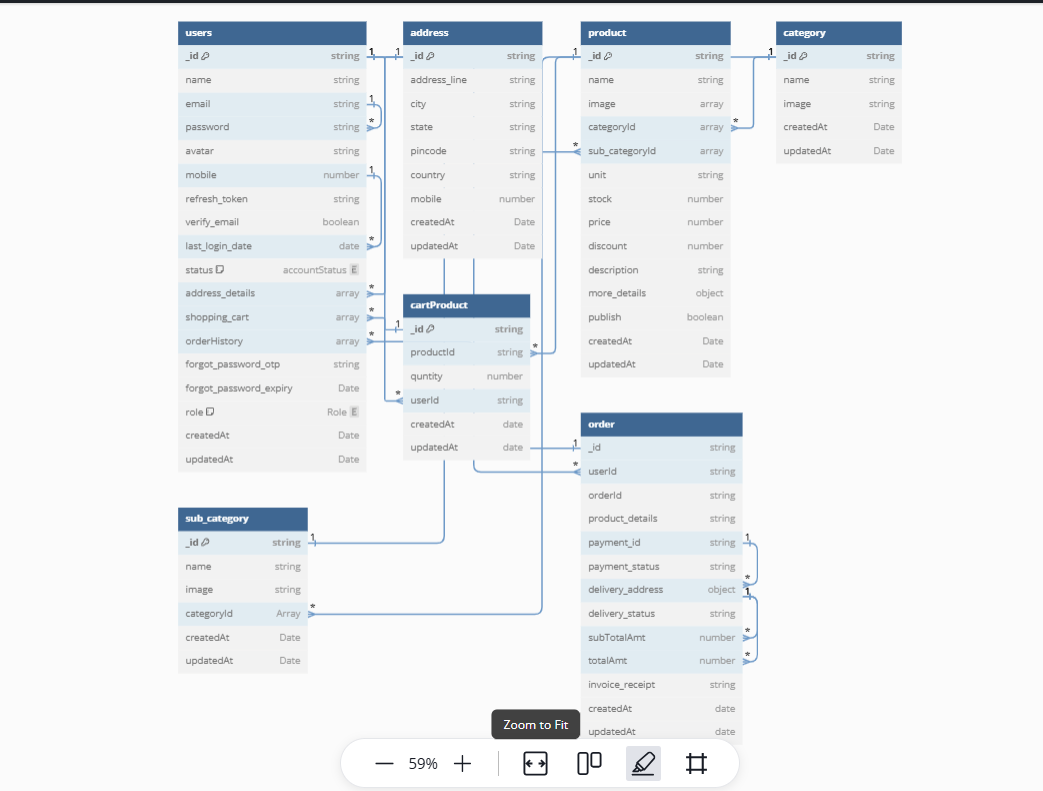 users
_id string
name string
email string
password string
avatar string
mobile number
refresh_token string
verify_email boolean
last_login_date date
status accountStatus E
address_details array
shopping_cart array
orderHistory array
forgot_password_otp string
forgot_password_expiry Date
role Role E
createdAt Date
updatedAt Date
1
1
*
1
*
*
*
*
address
_id string
address_line string
city string
state string
pincode string
country string
mobile number
createdAt Date
updatedAt Date
1
cartProduct
_id string
productId string
quntity number
userId string
createdAt date
updatedAt date
1
*
*
product
_id string
name string
image array
categoryId array
sub_categoryId array
unit string
stock number
price number
discount number
description string
more_details object
publish boolean
createdAt Date
updatedAt Date
1
*
*
category
_id string
name string
image string
createdAt Date
updatedAt Date
1
order
_id string
userId string
orderId string
product_details string
payment_id string
payment_status string
delivery_address object
delivery_status string
subTotalAmt number
totalAmt number
invoice_receipt string
createdAt date
updatedAt date
1
*
1
*
1
*
*
sub_category
_id string
name string
image string
categoryId Array
createdAt Date
updatedAt Date
1
*
Zoom to Fit
59%